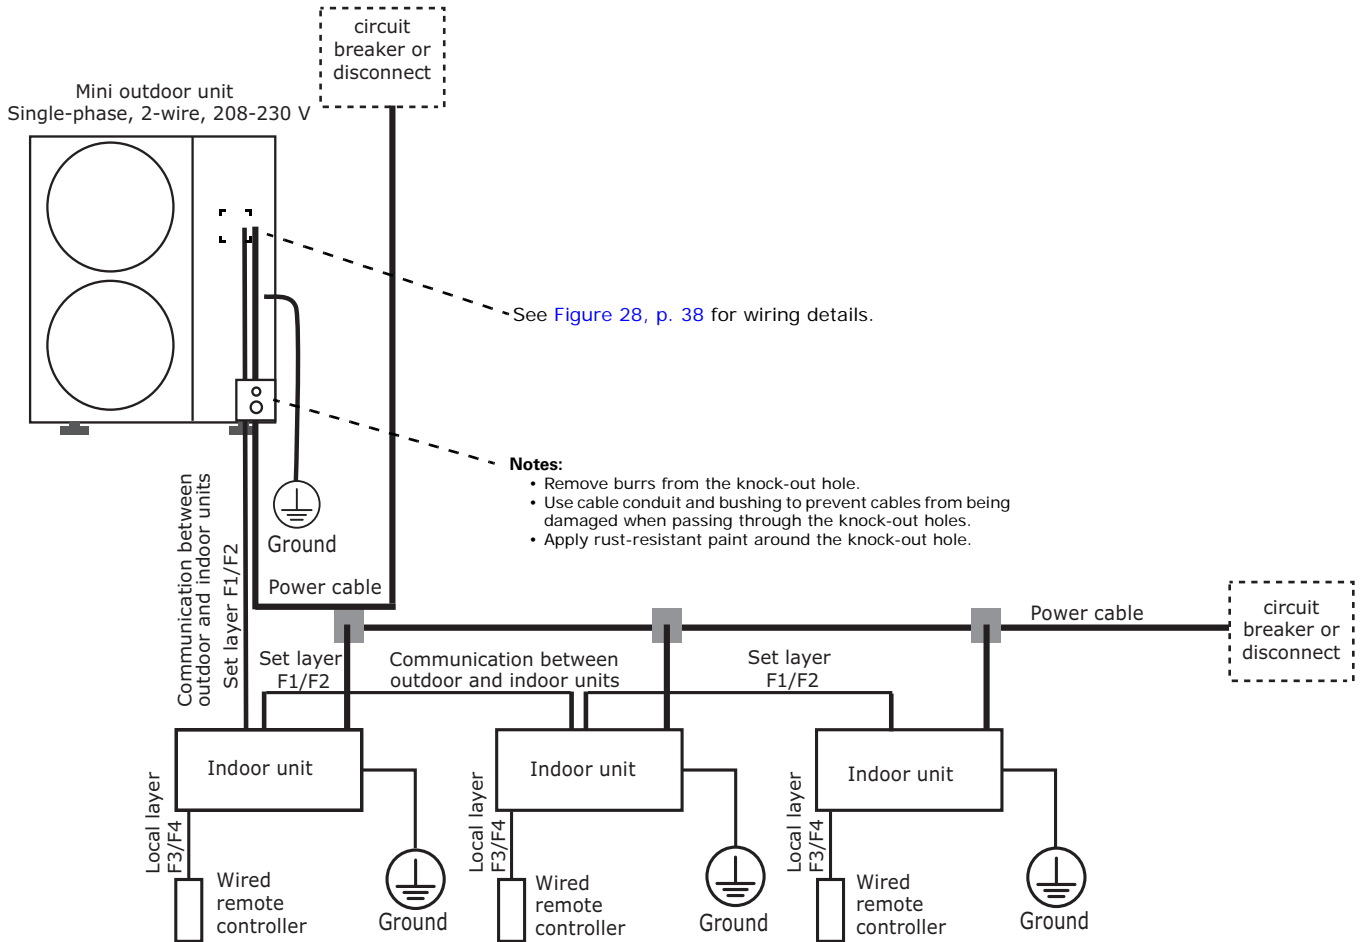 circuit
breaker or
disconnect
Mini outdoor unit
Single-phase, 2-wire, 208-230 V
See Figure 28, p. 38 for wiring details.
Notes:
• Remove burrs from the knock-out hole.
• Use cable conduit and bushing to prevent cables from being
damaged when passing through the knock-out holes.
• Apply rust-resistant paint around the knock-out hole.
Communication between
outdoor and indoor units
Set layer F1/F2
Ground
Power cable
Power cable
circuit
breaker or
disconnect
Set layer
F1/F2
Communication between
outdoor and indoor units
Set layer
F1/F2
Indoor unit
Indoor unit
Indoor unit
Local layer
F3/F4
Wired
remote
controller
Ground
Local layer
F3/F4
Wired
remote
controller
Ground
Local layer
F3/F4
Wired
remote
controller
Ground